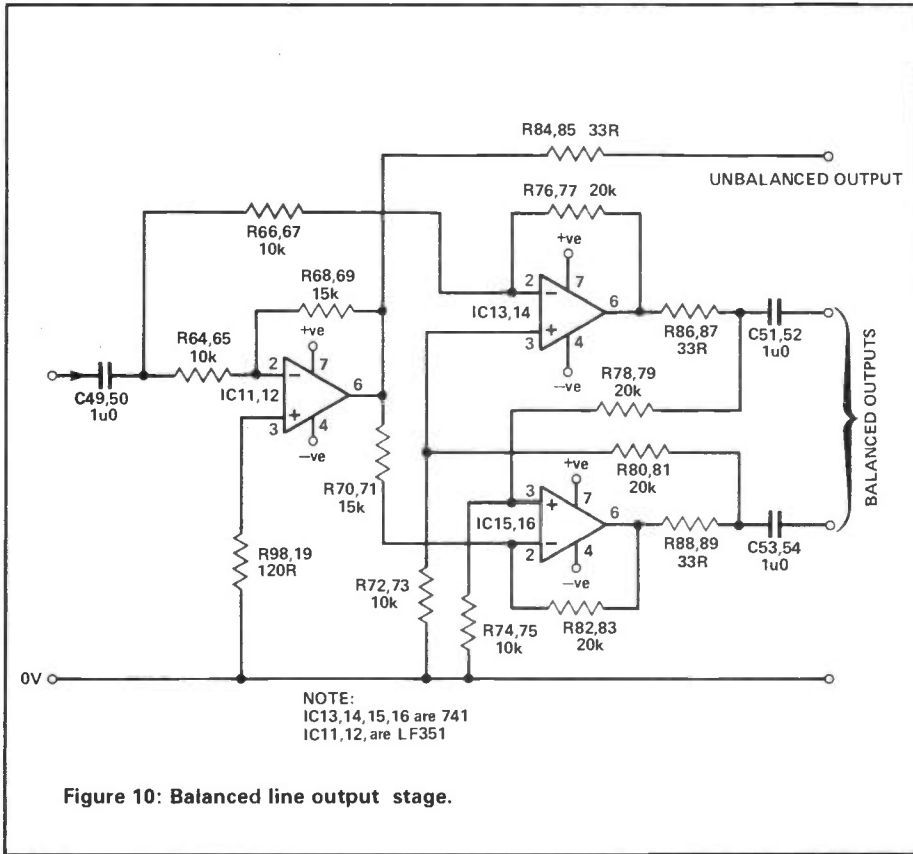 R84,85 33R
UNBALANCED OUTPUT
R76,77 20k
R66,67
10k
+ve
2
7
−
6
IC13,14
+
3
4
−ve
R86,87
33R
C51,52
1u0
R68,69
15k
+ve
R64,65
10k
2
7
−
6
IC11,12
+
3
4
−ve
C49,50
1u0
R78,79
20k
R80,81
20k
BALANCED OUTPUTS
R70,71
15k
+ve
3
7
+
6
IC15,16
−
2
4
−ve
R88,89
33R
C53,54
1u0
R98,19
120R
R72,73
10k
R74,75
10k
R82,83
20k
0V
NOTE:
IC13,14,15,16 are 741
IC11,12,are LF351
Figure 10: Balanced line output stage.